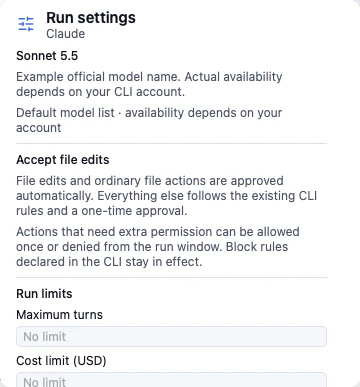 Run settings
Claude
Sonnet 5.5
Example official model name. Actual availability
depends on your CLI account.
Default model list · availability depends on your
account
Accept file edits
File edits and ordinary file actions are approved
automatically. Everything else follows the existing CLI
rules and a one-time approval.
Actions that need extra permission can be allowed
once or denied from the run window. Block rules
declared in the CLI stay in effect.
Run limits
Maximum turns
No limit
Cost limit (USD)
No limit